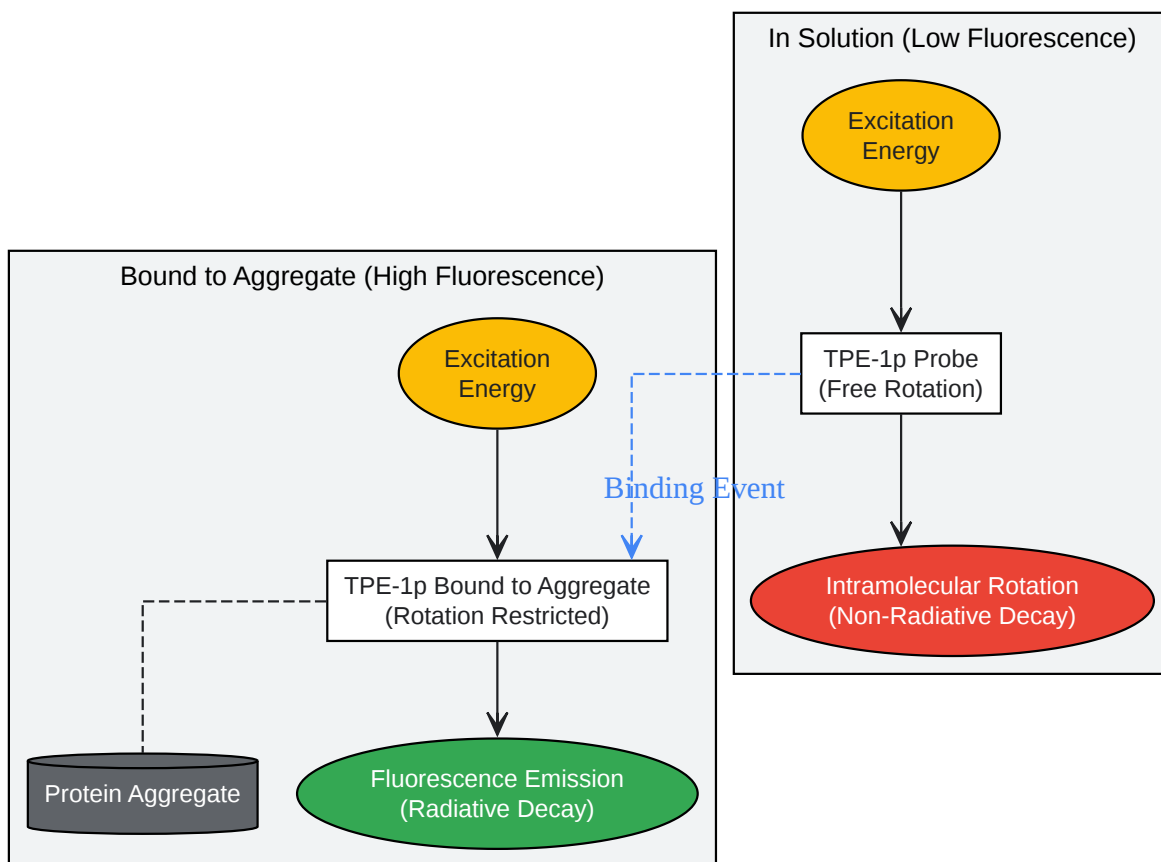 In Solution (Low Fluorescence)
Excitation
Energy
TPE-1p Probe
(Free Rotation)
Intramolecular Rotation
(Non-Radiative Decay)
Binding Event
Bound to Aggregate (High Fluorescence)
Excitation
Energy
TPE-1p Bound to Aggregate
(Rotation Restricted)
Protein Aggregate
Fluorescence Emission
(Radiative Decay)